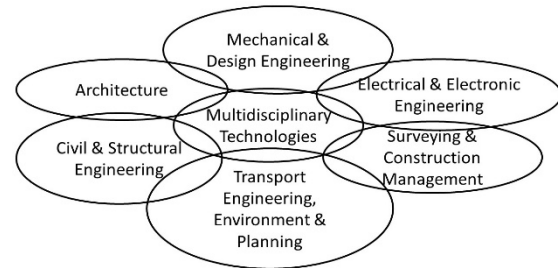 Mechanical &
Design Engineering
Architecture
Electrical & Electronic
Engineering
Multidisciplinary
Technologies
Civil & Structural
Engineering
Surveying &
Construction
Management
Transport
Engineering,
Environment &
Planning